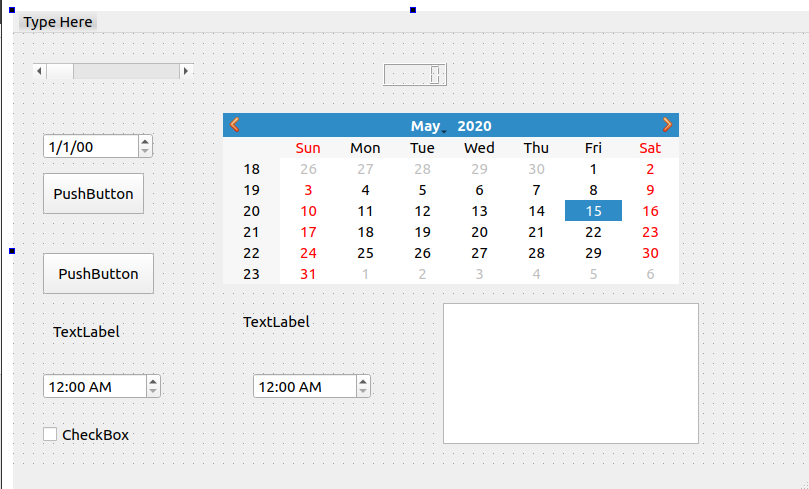 Type Here
0
May 2020
1/1/00
Sun Mon Tue Wed Thu Fri Sat
18 26 27 28 29 30 1 2
19 3 4 5 6 7 8 9
PushButton
20 10 11 12 13 14 15 16
21 17 18 19 20 21 22 23
22 24 25 26 27 28 29 30
PushButton
23 31 1 2 3 4 5 6
TextLabel
TextLabel
12:00 AM
12:00 AM
CheckBox